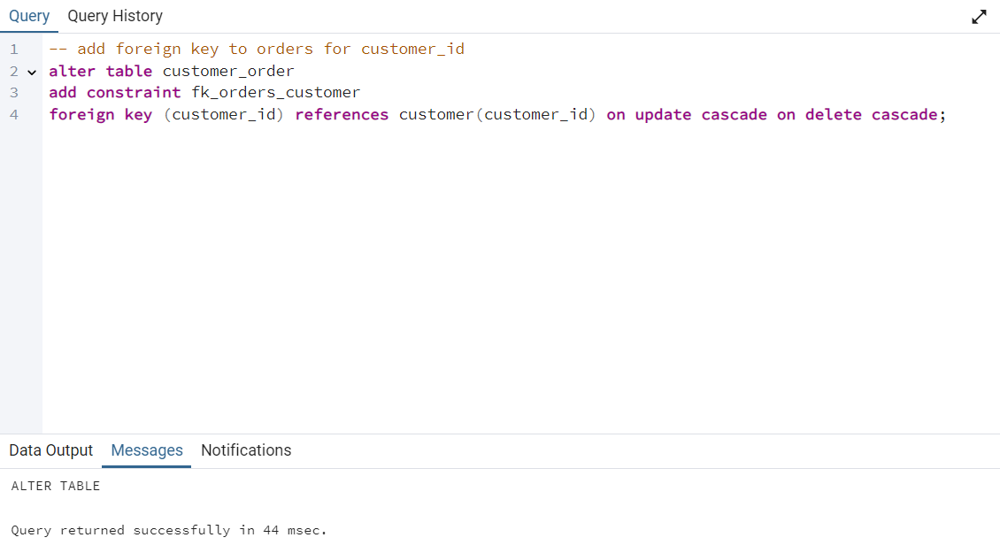 Query Query History
1 -- add foreign key to orders for customer_id
2 alter table customer_order
3 add constraint fk_orders_customer
4 foreign key (customer_id) references customer(customer_id) on update cascade on delete cascade;
Data Output Messages Notifications
ALTER TABLE
Query returned successfully in 44 msec.